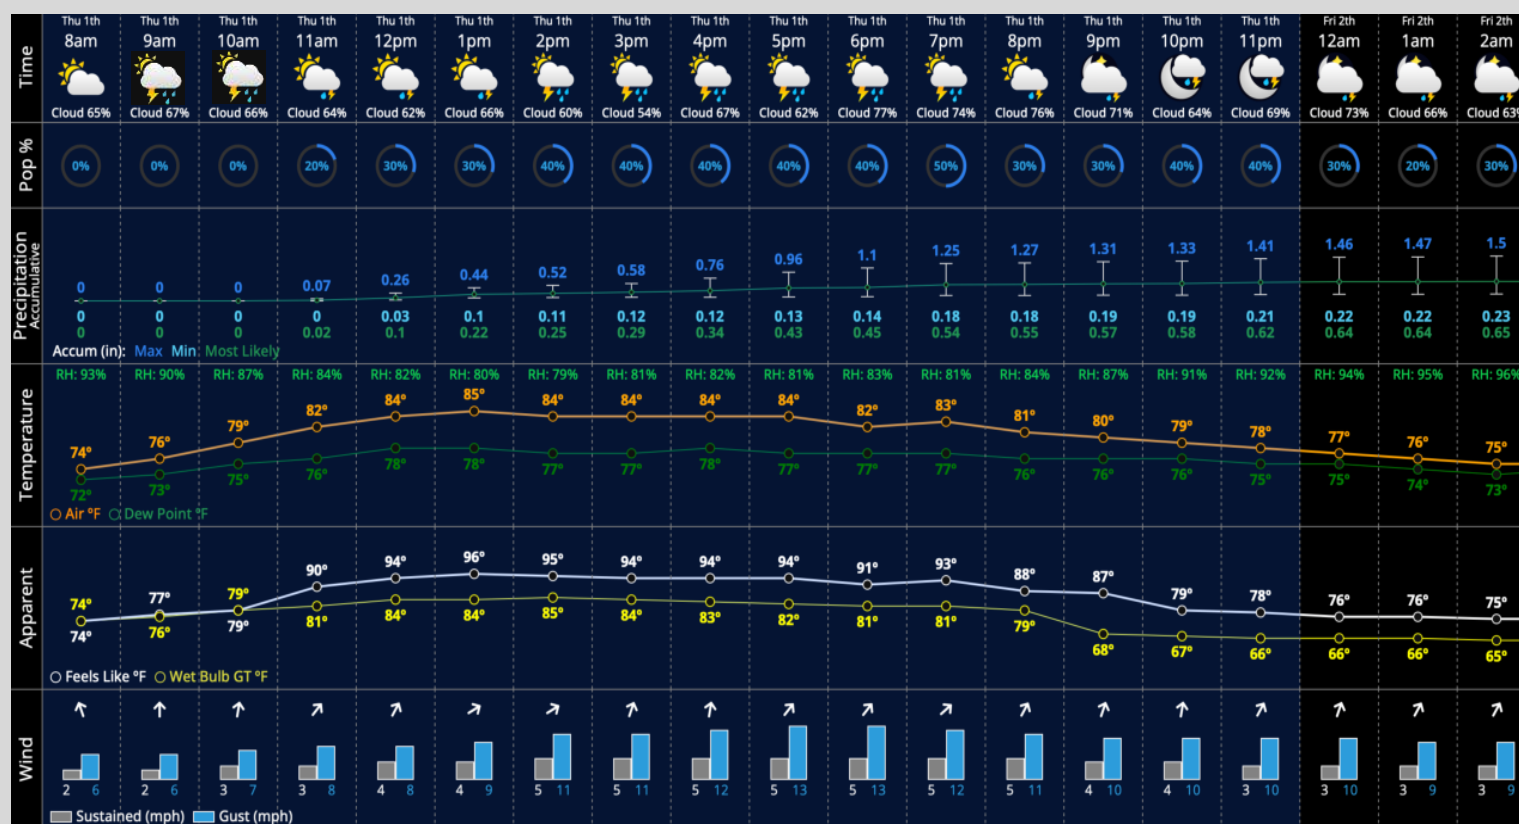 Time
Thu 1th Thu 1th Thu 1th Thu 1th Thu 1th Thu 1th Thu 1th Thu 1th Thu 1th Thu 1th Thu 1th Thu 1th Thu 1th Thu 1th Thu 1th Thu 1th Fri 2th Fri 2th Fri 2th
8am 9am 10am 11am 12pm 1pm 2pm 3pm 4pm 5pm 6pm 7pm 8pm 9pm 10pm 11pm 12am 1am 2am
Cloud 65% Cloud 67% Cloud 66% Cloud 64% Cloud 62% Cloud 66% Cloud 60% Cloud 54% Cloud 67% Cloud 62% Cloud 77% Cloud 74% Cloud 76% Cloud 71% Cloud 64% Cloud 69% Cloud 73% Cloud 66% Cloud 63%
Pop %
0% 0% 0% 20% 30% 30% 40% 40% 40% 40% 40% 50% 30% 30% 40% 40% 30% 20% 30%
Precipitation
Accumulative
0 0 0 0.07 0.26 0.44 0.52 0.58 0.76 0.96 1.1 1.25 1.27 1.31 1.33 1.41 1.46 1.47 1.5
0 0 0 0 0.03 0.1 0.11 0.12 0.12 0.13 0.14 0.18 0.18 0.19 0.19 0.21 0.22 0.22 0.23
0 0 0 0.02 0.1 0.22 0.25 0.29 0.34 0.43 0.45 0.54 0.55 0.57 0.58 0.62 0.64 0.64 0.65
Accum (in): Max Min Most Likely
Temperature
RH: 93% RH: 90% RH: 87% RH: 84% RH: 82% RH: 80% RH: 79% RH: 81% RH: 82% RH: 81% RH: 83% RH: 81% RH: 84% RH: 87% RH: 91% RH: 92% RH: 94% RH: 95% RH: 96%
74° 76° 79° 82° 84° 85° 84° 84° 84° 84° 82° 83° 81° 80° 79° 78° 77° 76° 75°
72° 73° 75° 76° 78° 78° 77° 77° 78° 77° 77° 77° 76° 76° 76° 75° 75° 74° 73°
Air °F Dew Point °F
Apparent
74° 77° 79° 90° 94° 96° 95° 94° 94° 94° 91° 93° 88° 87° 79° 78° 76° 76° 75°
74° 76° 79° 81° 84° 84° 85° 84° 83° 82° 81° 81° 79° 68° 67° 66° 66° 66° 65°
Feels Like °F Wet Bulb GT °F
Wind
2 6 2 6 3 7 3 8 4 8 4 9 5 11 5 11 5 12 5 13 5 13 5 12 5 11 4 10 4 10 3 10 3 10 3 9 3 9
Sustained (mph) Gust (mph)